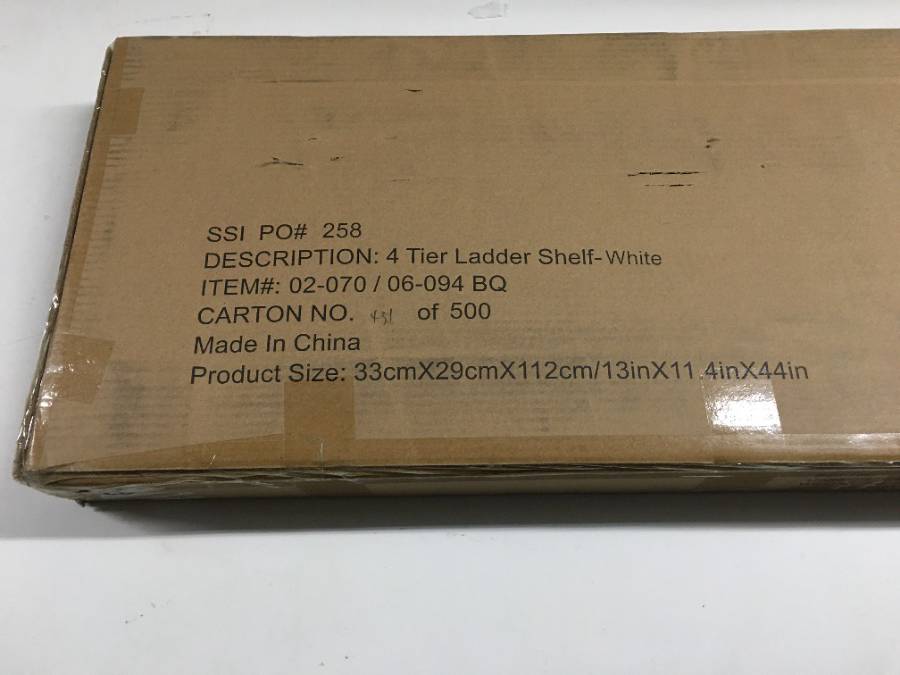 SSI PO# 258
DESCRIPTION: 4 Tier Ladder Shelf-White
ITEM#: 02-070 / 06-094 BQ
CARTON NO. 431 of 500
Made In China
Product Size: 33cmX29cmX112cm/13inX11.4inX44in